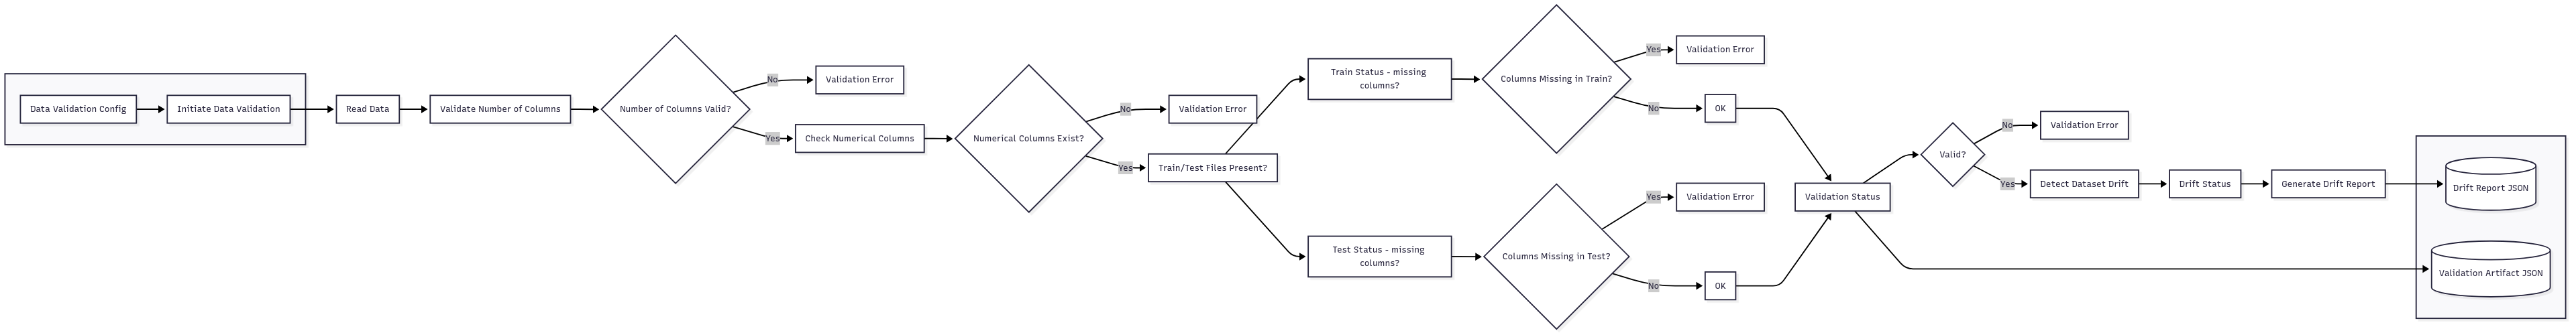 Data Validation Config
Initiate Data Validation
Read Data
Validate Number of Columns
Number of Columns Valid?
No
Validation Error
Yes
Check Numerical Columns
Numerical Columns Exist?
No
Validation Error
Yes
Train/Test Files Present?
Train Status - missing
columns?
Columns Missing in Train?
Yes
Validation Error
No
OK
Test Status - missing
columns?
Columns Missing in Test?
Yes
Validation Error
No
OK
Validation Status
Valid?
No
Validation Error
Yes
Detect Dataset Drift
Drift Status
Generate Drift Report
Drift Report JSON
Validation Artifact JSON